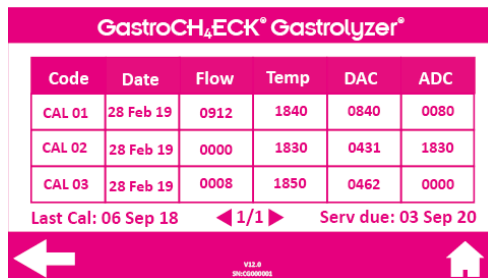 GastroCH₄ECK® Gastrolyzer®
Code Date Flow Temp DAC ADC
CAL 01 28 Feb 19 0912 1840 0840 0080
CAL 02 28 Feb 19 0000 1830 0431 1830
CAL 03 28 Feb 19 0008 1850 0462 0000
Last Cal: 06 Sep 18 1/1 Serv due: 03 Sep 20
V12.0
SN:CG000001